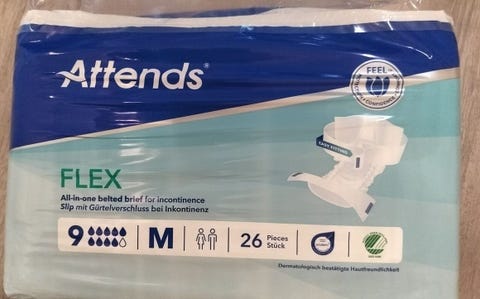 Attends®
FEEL
CONFIDENCE
EASY FITTING
FLEX
All-in-one belted brief for incontinence
Slip mit Gürtelverschluss bei Inkontinenz
9 M 26 Pieces
Stück
Dermatologisch bestätigte Hautfreundlichkeit